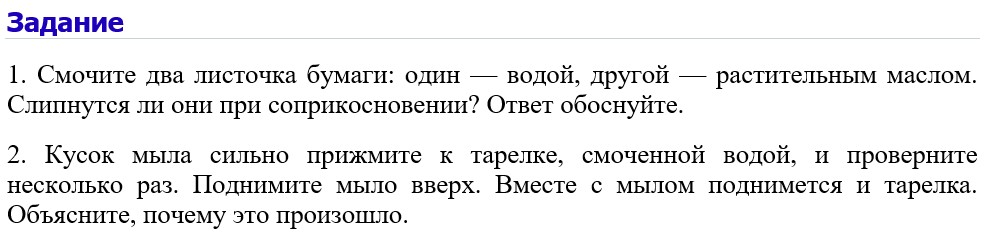 Задание
1. Смочите два листочка бумаги: один — водой, другой — растительным маслом.
Слипнутся ли они при соприкосновении? Ответ обоснуйте.
2. Кусок мыла сильно прижмите к тарелке, смоченной водой, и проверните
несколько раз. Поднимите мыло вверх. Вместе с мылом поднимется и тарелка.
Объясните, почему это произошло.